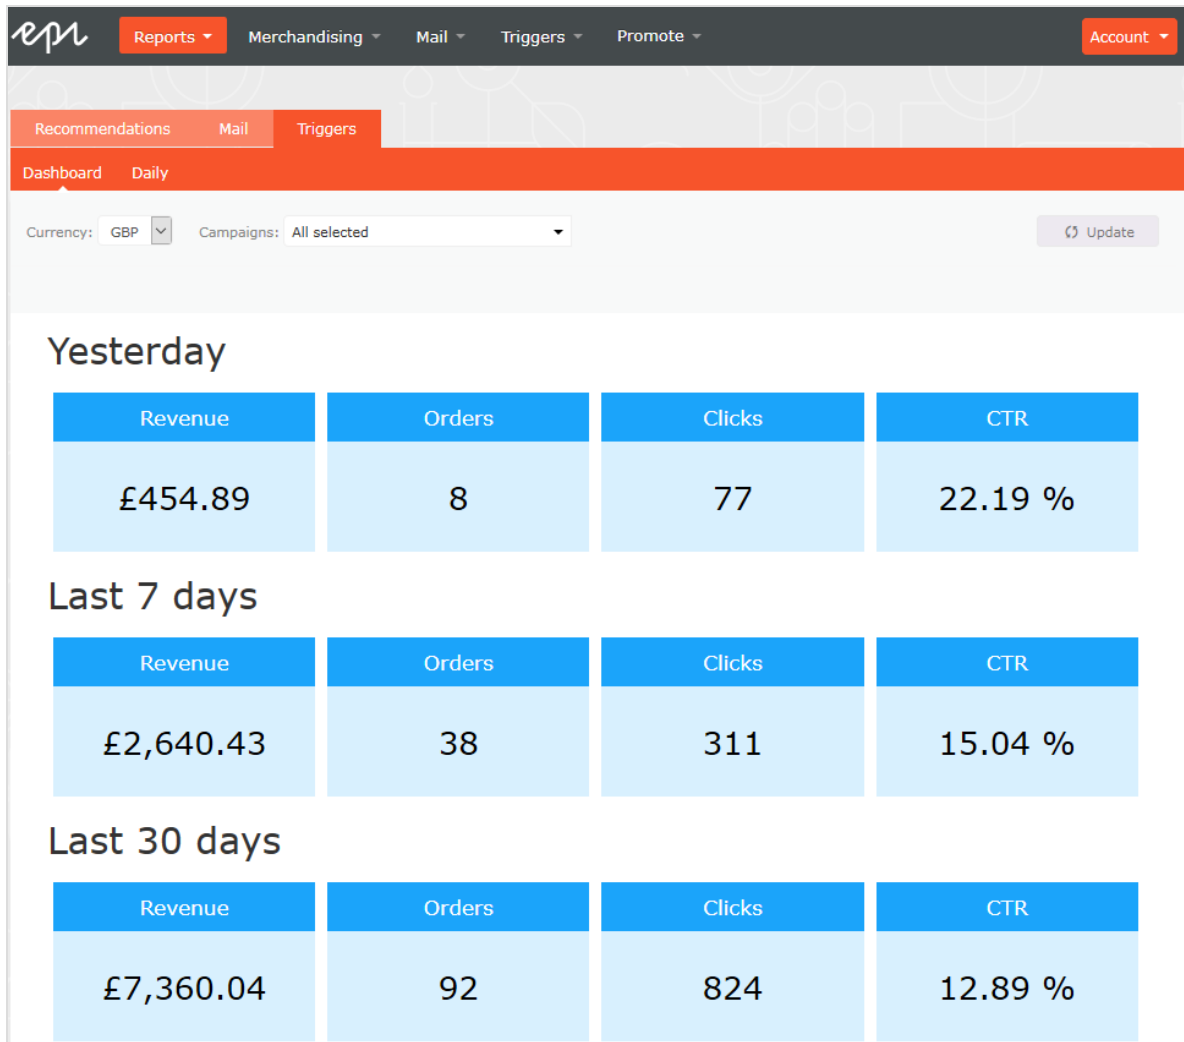 epi Reports Merchandising Mail Triggers Promote Account
Recommendations Mail Triggers
Dashboard Daily
Currency: GBP Campaigns: All selected Update
Yesterday
Revenue Orders Clicks CTR
£454.89 8 77 22.19 %
Last 7 days
Revenue Orders Clicks CTR
£2,640.43 38 311 15.04 %
Last 30 days
Revenue Orders Clicks CTR
£7,360.04 92 824 12.89 %